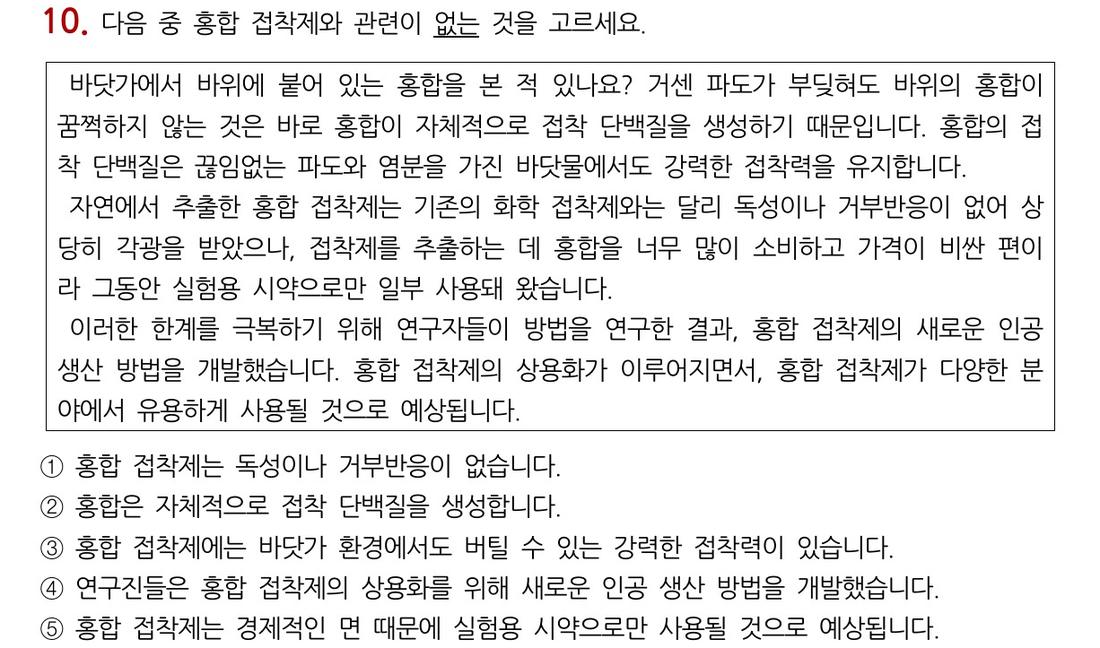 10. 다음 중 홍합 접착제와 관련이 없는 것을 고르세요.
바닷가에서 바위에 붙어 있는 홍합을 본 적 있나요? 거센 파도가 부딪혀도 바위의 홍합이
꿈쩍하지 않는 것은 바로 홍합이 자체적으로 접착 단백질을 생성하기 때문입니다. 홍합의 접
착 단백질은 끊임없는 파도와 염분을 가진 바닷물에서도 강력한 접착력을 유지합니다.
자연에서 추출한 홍합 접착제는 기존의 화학 접착제와는 달리 독성이나 거부반응이 없어 상
당히 각광을 받았으나, 접착제를 추출하는 데 홍합을 너무 많이 소비하고 가격이 비싼 편이
라 그동안 실험용 시약으로만 일부 사용돼 왔습니다.
이러한 한계를 극복하기 위해 연구자들이 방법을 연구한 결과, 홍합 접착제의 새로운 인공
생산 방법을 개발했습니다. 홍합 접착제의 상용화가 이루어지면서, 홍합 접착제가 다양한 분
야에서 유용하게 사용될 것으로 예상됩니다.
① 홍합 접착제는 독성이나 거부반응이 없습니다.
② 홍합은 자체적으로 접착 단백질을 생성합니다.
③ 홍합 접착제에는 바닷가 환경에서도 버틸 수 있는 강력한 접착력이 있습니다.
④ 연구진들은 홍합 접착제의 상용화를 위해 새로운 인공 생산 방법을 개발했습니다.
⑤ 홍합 접착제는 경제적인 면 때문에 실험용 시약으로만 사용될 것으로 예상됩니다.